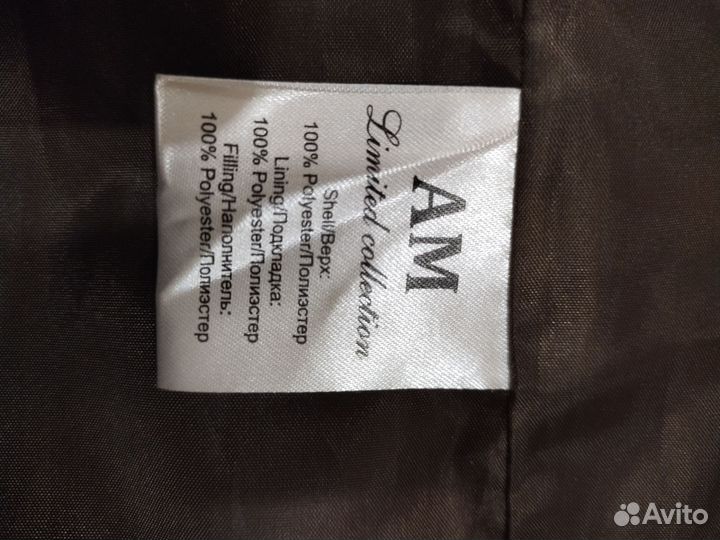 AM
Limited collection
Shell/Верх:
100% Polyester/Полиэстер
Lining/Подкладка:
100% Polyester/Полиэстер
Filling/Наполнитель:
100% Polyester/Полиэстер
Avito